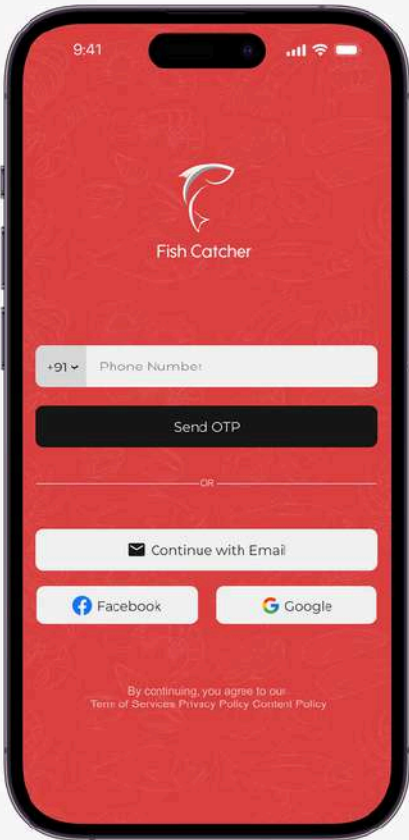 9:41
Fish Catcher
+91 Phone Number
Send OTP
OR
Continue with Email
Facebook Google
By continuing, you agree to our
Term of Services Privacy Policy Content Policy